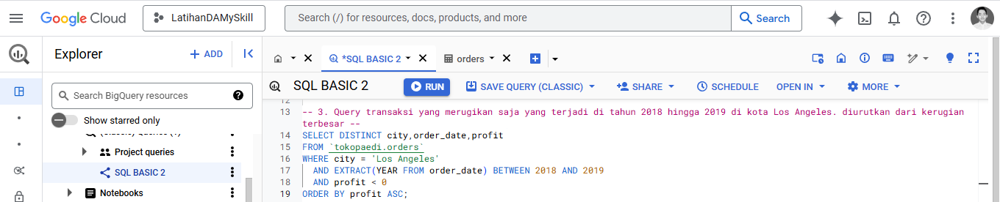 Google Cloud
LatihanDAMySkill
Search (/) for resources, docs, products, and more
Search
Explorer
+ ADD
*SQL BASIC 2
orders
Search BigQuery resources
SQL BASIC 2
RUN
SAVE QUERY (CLASSIC)
SHARE
SCHEDULE
OPEN IN
MORE
Show starred only
(Classic) Queries (1)
Project queries
SQL BASIC 2
Notebooks
12
13 -- 3. Query transaksi yang merugikan saja yang terjadi di tahun 2018 hingga 2019 di kota Los Angeles. diurutkan dari kerugian
terbesar --
14 SELECT DISTINCT city,order_date,profit
15 FROM `tokopaedi.orders`
16 WHERE city = 'Los Angeles'
17 AND EXTRACT(YEAR FROM order_date) BETWEEN 2018 AND 2019
18 AND profit < 0
19 ORDER BY profit ASC;